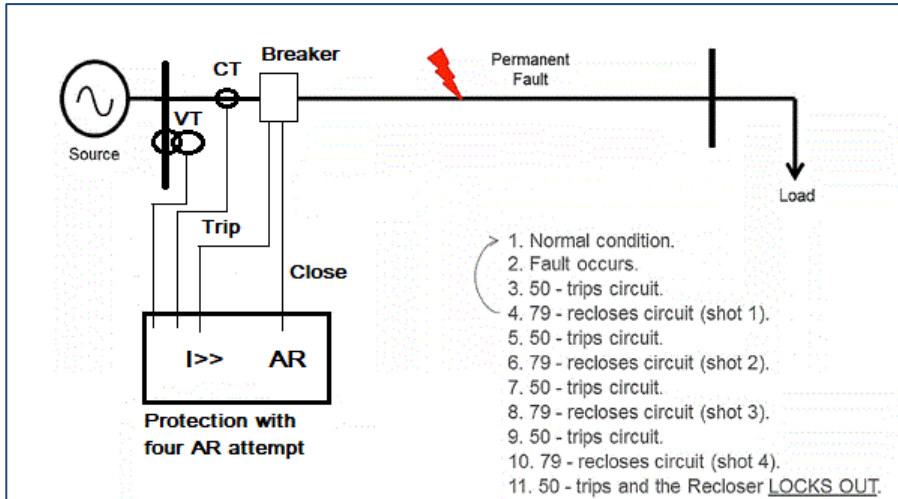 Breaker
CT
Permanent
Fault
VT
Source
Load
Trip
Close
1. Normal condition.
2. Fault occurs.
3. 50 - trips circuit.
4. 79 - recloses circuit (shot 1).
5. 50 - trips circuit.
6. 79 - recloses circuit (shot 2).
7. 50 - trips circuit.
8. 79 - recloses circuit (shot 3).
9. 50 - trips circuit.
10. 79 - recloses circuit (shot 4).
11. 50 - trips and the Recloser LOCKS OUT.
I>> AR
Protection with
four AR attempt